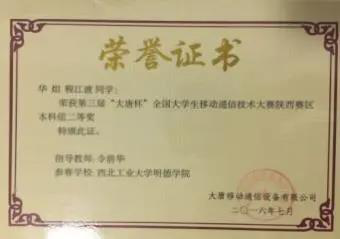 荣誉证书
华 娟 程江波 同学:
荣获第三届“大唐杯”全国大学生移动通信技术大赛陕西赛区
本科组二等奖
特颁此证。
指导教师:令前华
参赛学校:西北工业大学明德学院
大唐移动通信设备有限公司
二〇一六年七月